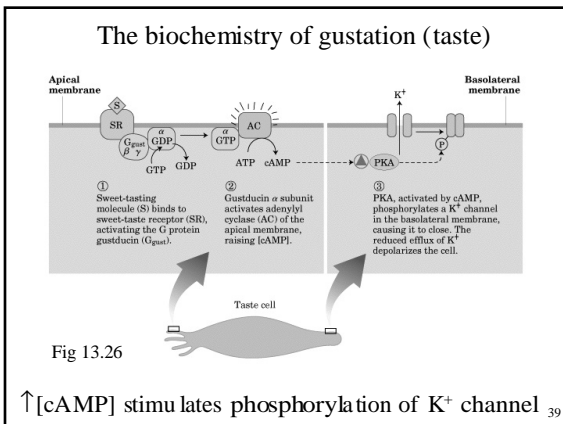 The biochemistry of gustation (taste)
Apical
membrane
Basolateral
membrane
S
SR
Ggust
β γ
α
GDP
GTP
GDP
α
GTP
AC
ATP
cAMP
PKA
K+
P
①
Sweet-tasting
molecule (S) binds to
sweet-taste receptor (SR),
activating the G protein
gustducin (Ggust).
②
Gustducin α subunit
activates adenylyl
cyclase (AC) of the
apical membrane,
raising [cAMP].
③
PKA, activated by cAMP,
phosphorylates a K+ channel
in the basolateral membrane,
causing it to close. The
reduced efflux of K+
depolarizes the cell.
Taste cell
Fig 13.26
↑[cAMP] stimulates phosphorylation of K+ channel 39